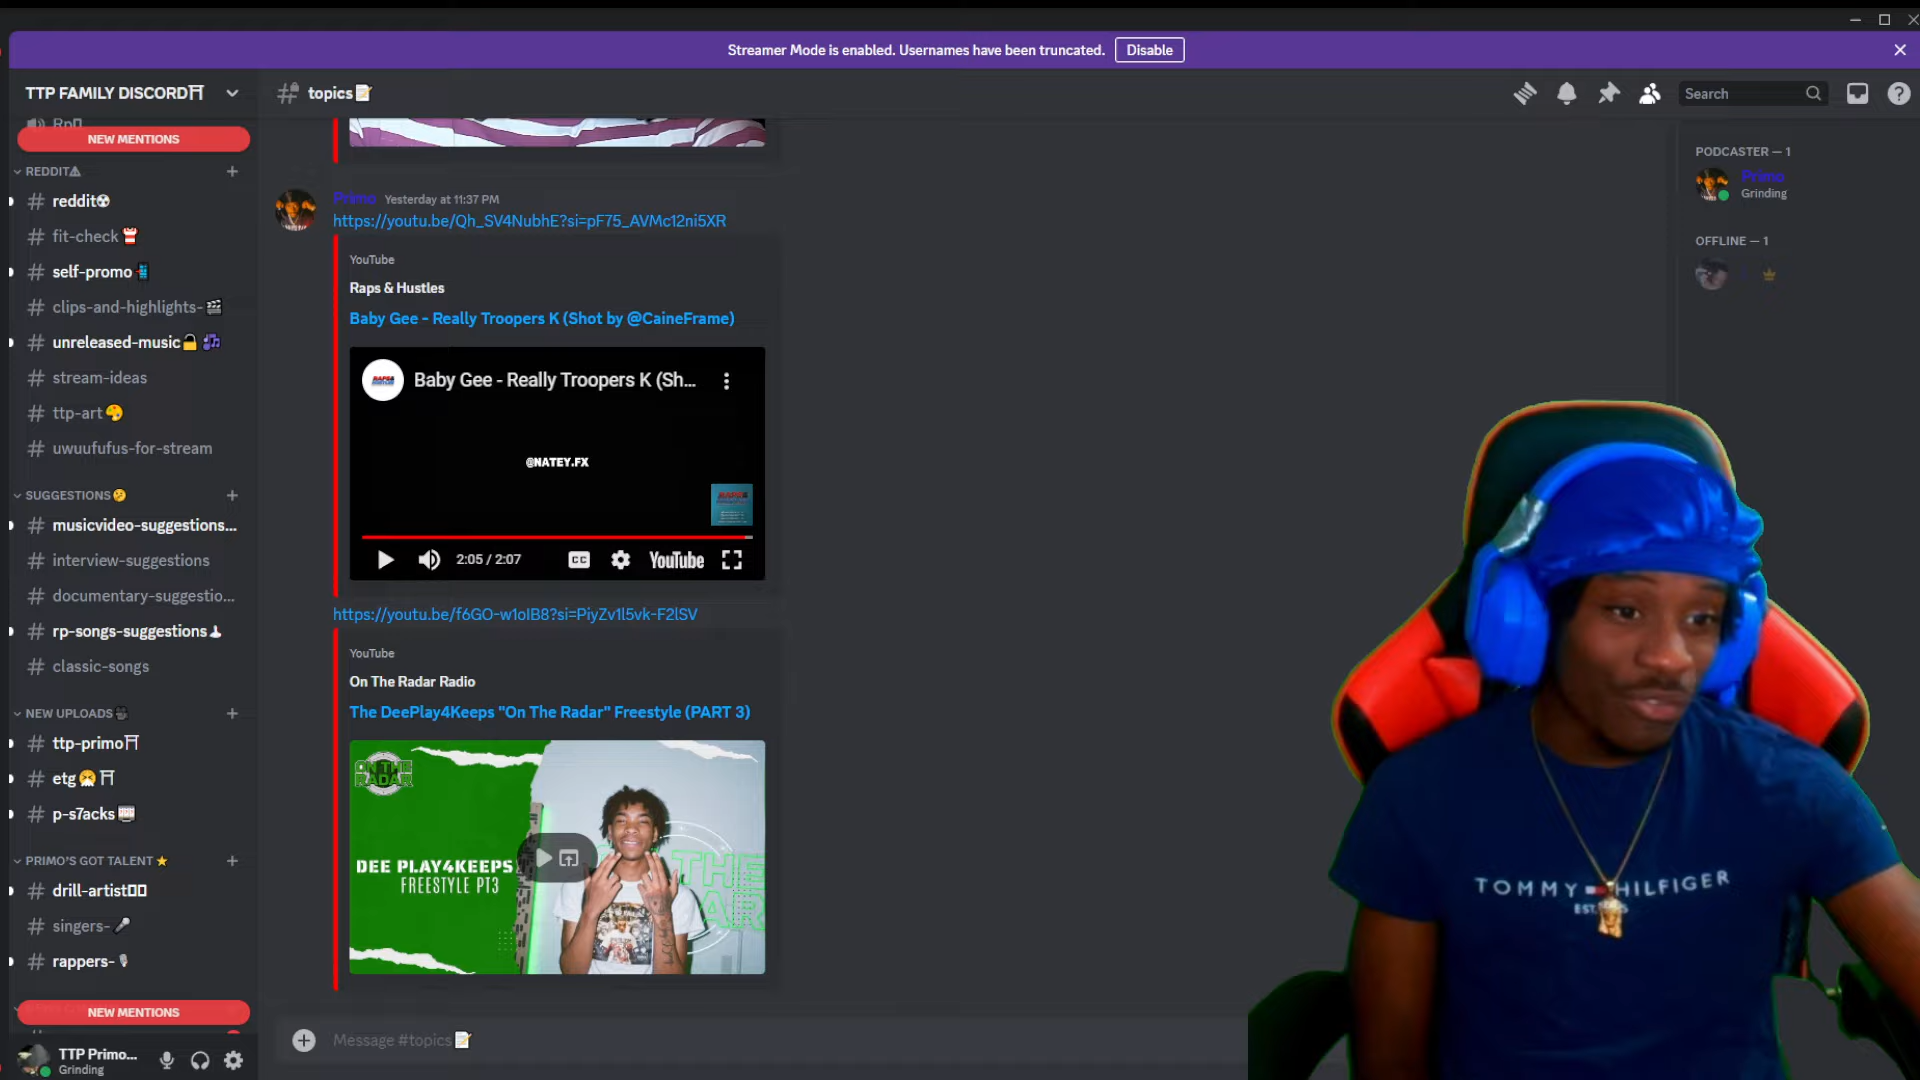 Streamer Mode is enabled. Usernames have been truncated.
Disable
TTP FAMILY DISCORD⛩
topics📝
Search
NEW MENTIONS
REDDIT⚠
reddit☢
fit-check
self-promo📲
clips-and-highlights-🎬
unreleased-music🔓🎶
stream-ideas
ttp-art🎨
uwuufufus-for-stream
SUGGESTIONS🤔
musicvideo-suggestions...
interview-suggestions
documentary-suggestio...
rp-songs-suggestions
classic-songs
NEW UPLOADS🎥
ttp-primo⛩
etg😤⛩
p-s7acks
PRIMO'S GOT TALENT⭐
drill-artist
singers-🎤
rappers-🎙
NEW MENTIONS
TTP Primo...
Grinding
Primo Yesterday at 11:37 PM
https://youtu.be/Qh_SV4NubhE?si=pF75_AVMc12ni5XR
YouTube
Raps & Hustles
Baby Gee - Really Troopers K (Shot by @CaineFrame)
Baby Gee - Really Troopers K (Sh...
@NATEY.FX
2:05 / 2:07
CC
YouTube
https://youtu.be/f6GO-w1oIB8?si=PiyZv1l5vk-F2lSV
YouTube
On The Radar Radio
The DeePlay4Keeps "On The Radar" Freestyle (PART 3)
ON THE
RADAR
DEE PLAY4KEEPS
FREESTYLE PT3
Message #topics📝
PODCASTER — 1
Primo
Grinding
OFFLINE — 1
TOMMY HILFIGER